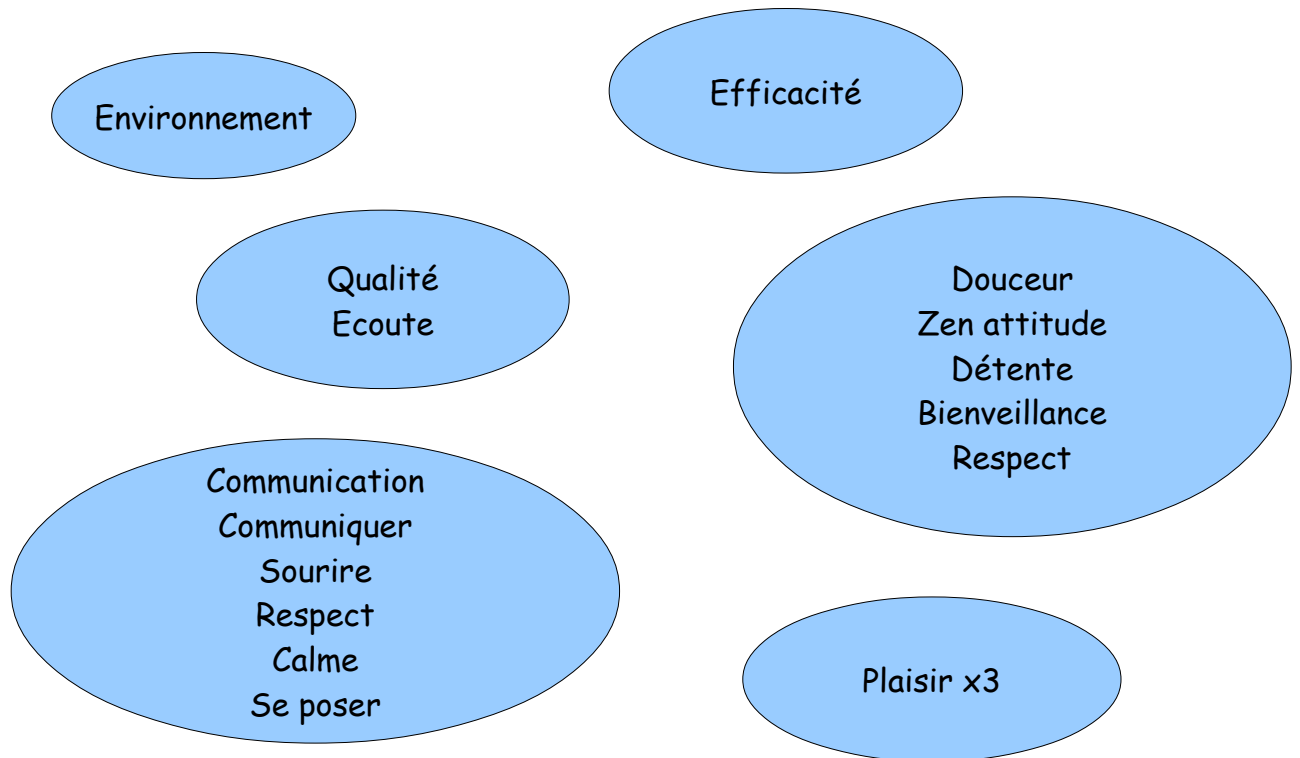 Environnement
Efficacité
Qualité
Ecoute
Douceur
Zen attitude
Détente
Bienveillance
Respect
Communication
Communiquer
Sourire
Respect
Calme
Se poser
Plaisir x3